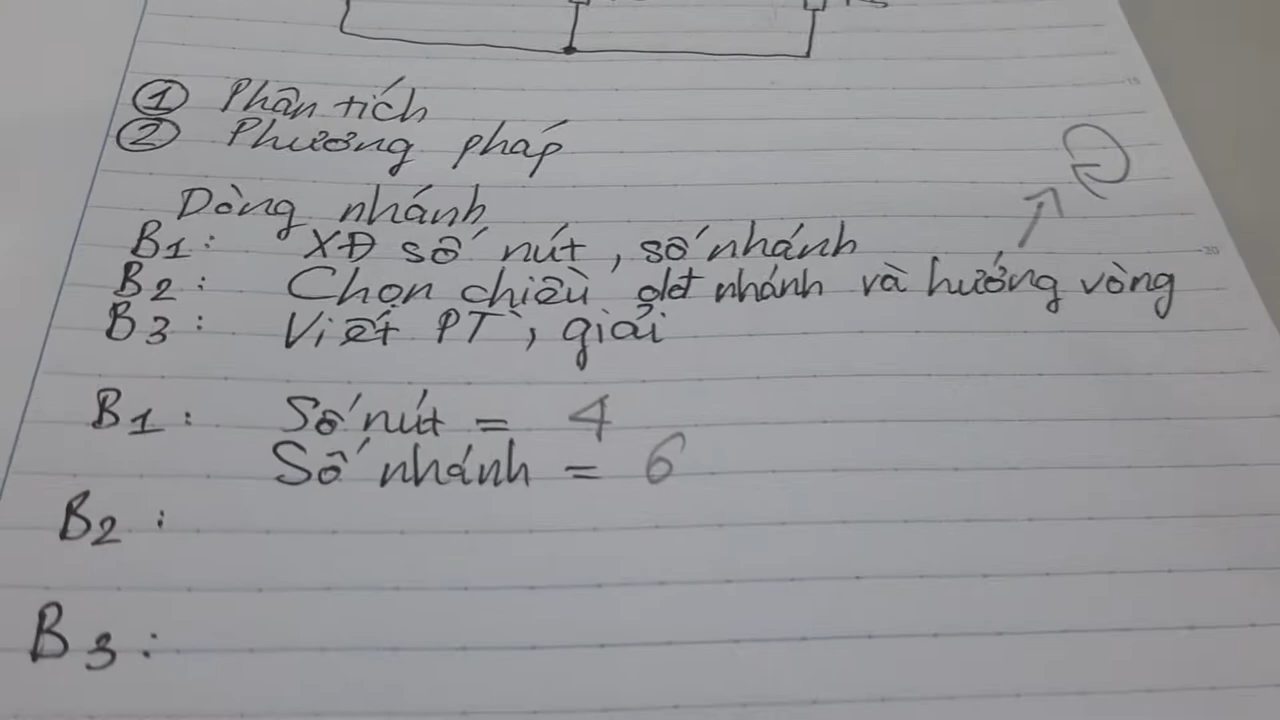 ① Phân tích
② Phương pháp
Dòng nhánh
B1: XĐ số nút, số nhánh
B2: Chọn chiều dđ nhánh và hướng vòng
B3: Viết PT, giải
B1: Số nút = 4
Số nhánh = 6
B2:
B3: